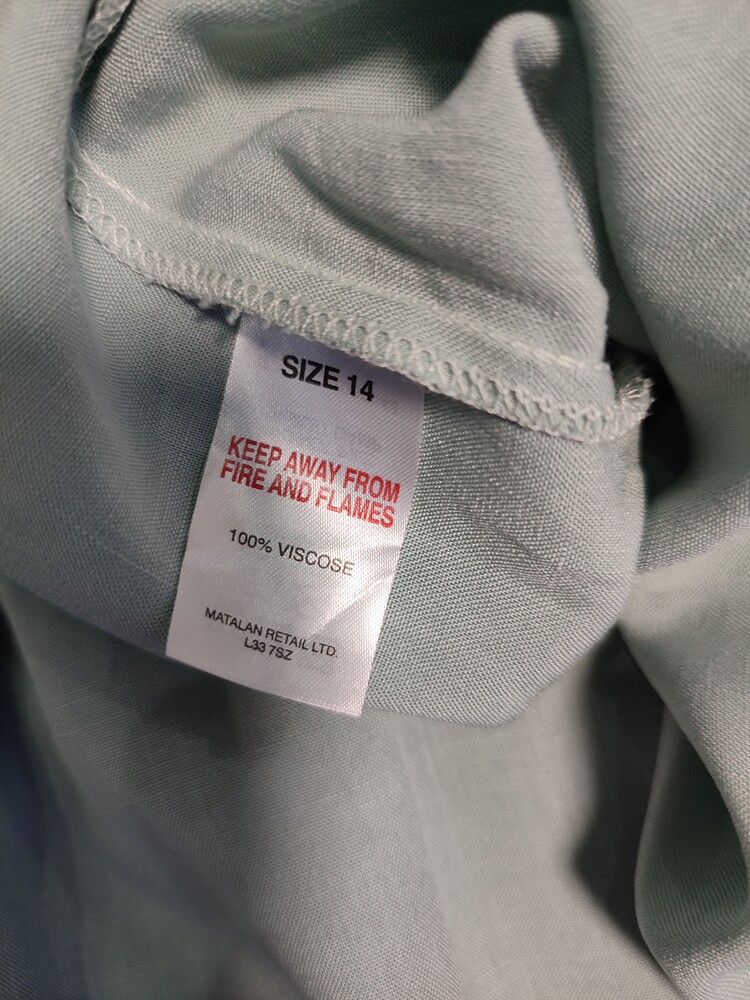 SIZE 14
KEEP AWAY FROM
FIRE AND FLAMES
100% VISCOSE
MATALAN RETAIL LTD.
L33 7SZ